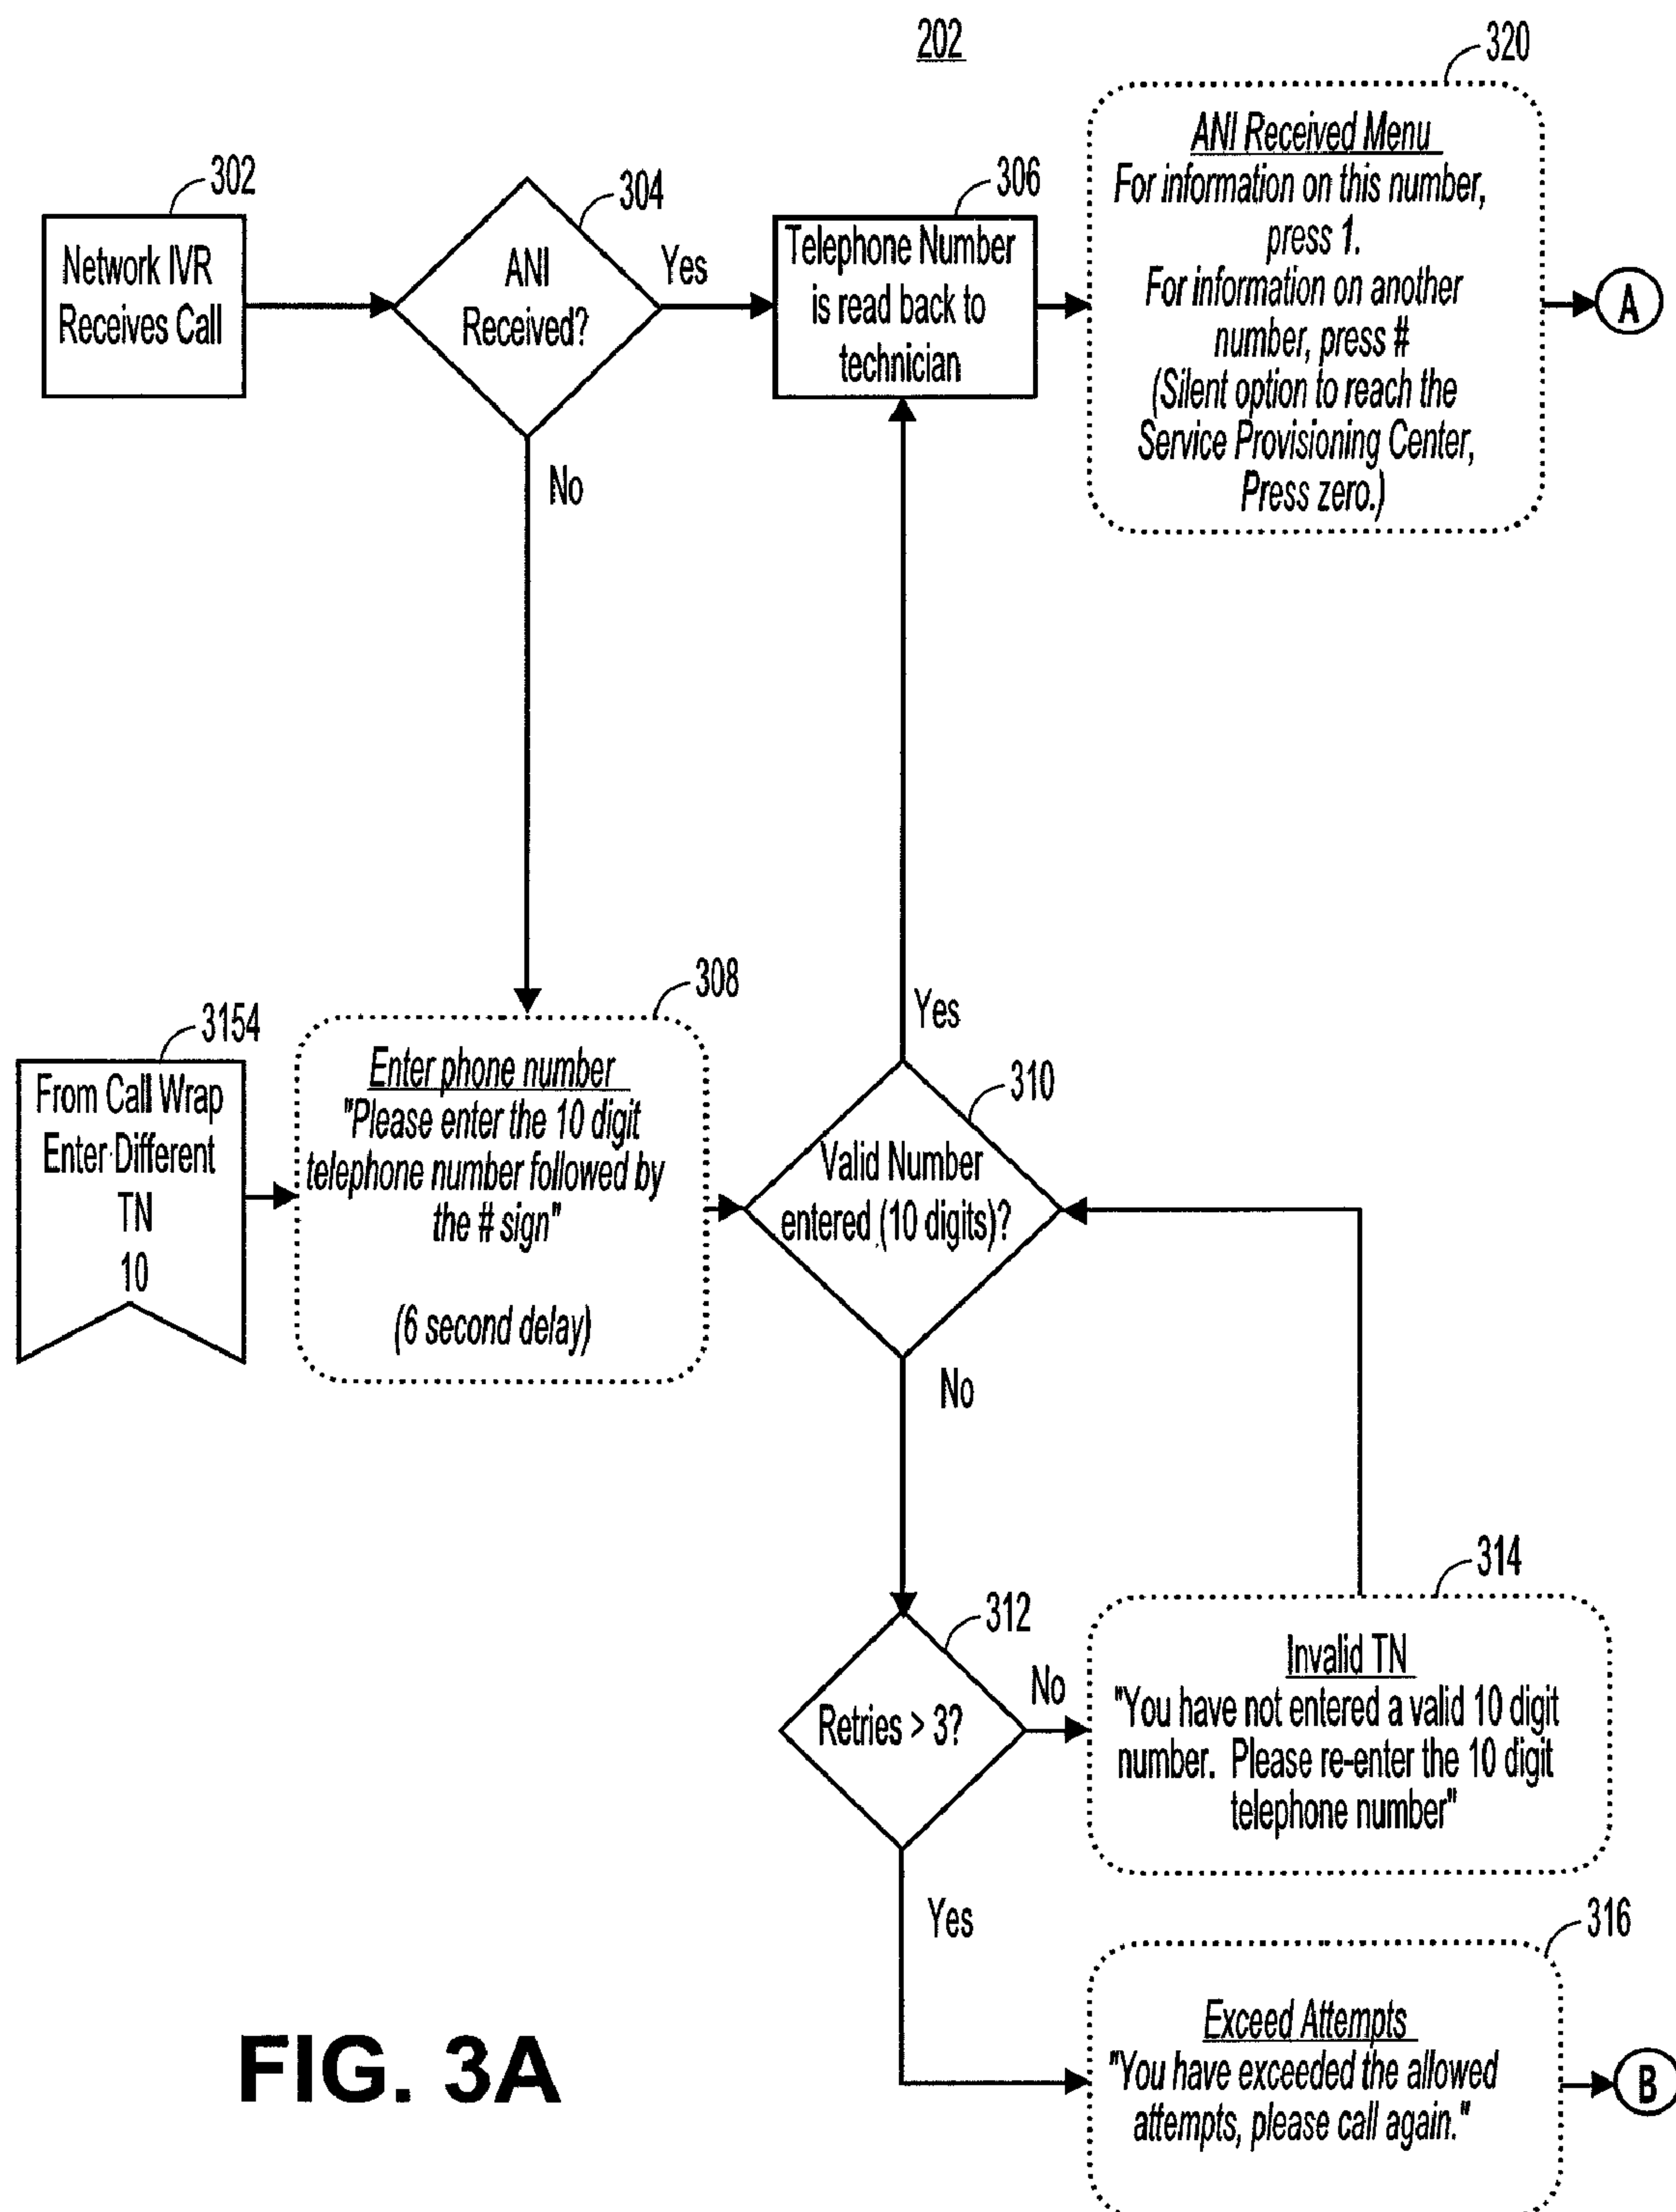 202
302
Network IVR
Receives Call
304
ANI
Received?
Yes
No
306
Telephone Number
is read back to
technician
320
ANI Received Menu
For information on this number,
press 1.
For information on another
number, press #
(Silent option to reach the
Service Provisioning Center,
Press zero.)
A
3154
From Call Wrap
Enter Different
TN
10
308
Enter phone number
"Please enter the 10 digit
telephone number followed by
the # sign"
(6 second delay)
Yes
310
Valid Number
entered (10 digits)?
No
312
Retries > 3?
No
Yes
314
Invalid TN
"You have not entered a valid 10 digit
number. Please re-enter the 10 digit
telephone number"
316
Exceed Attempts
"You have exceeded the allowed
attempts, please call again."
B
FIG. 3A